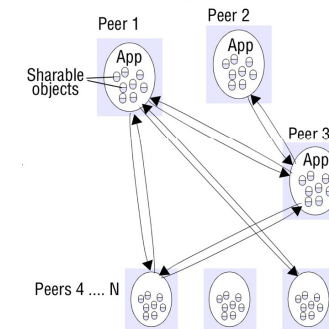 Peer 1
Peer 2
App
App
Sharable
objects
Peer 3
App
Peers 4 .... N